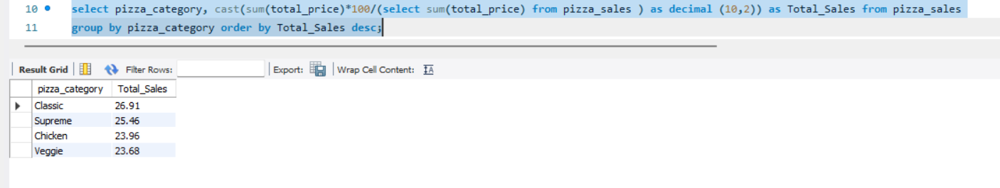 10 select pizza_category, cast(sum(total_price)*100/(select sum(total_price) from pizza_sales ) as decimal (10,2)) as Total_Sales from pizza_sales
11 group by pizza_category order by Total_Sales desc;
Result Grid Filter Rows: Export: Wrap Cell Content: IA
pizza_category Total_Sales
Classic 26.91
Supreme 25.46
Chicken 23.96
Veggie 23.68